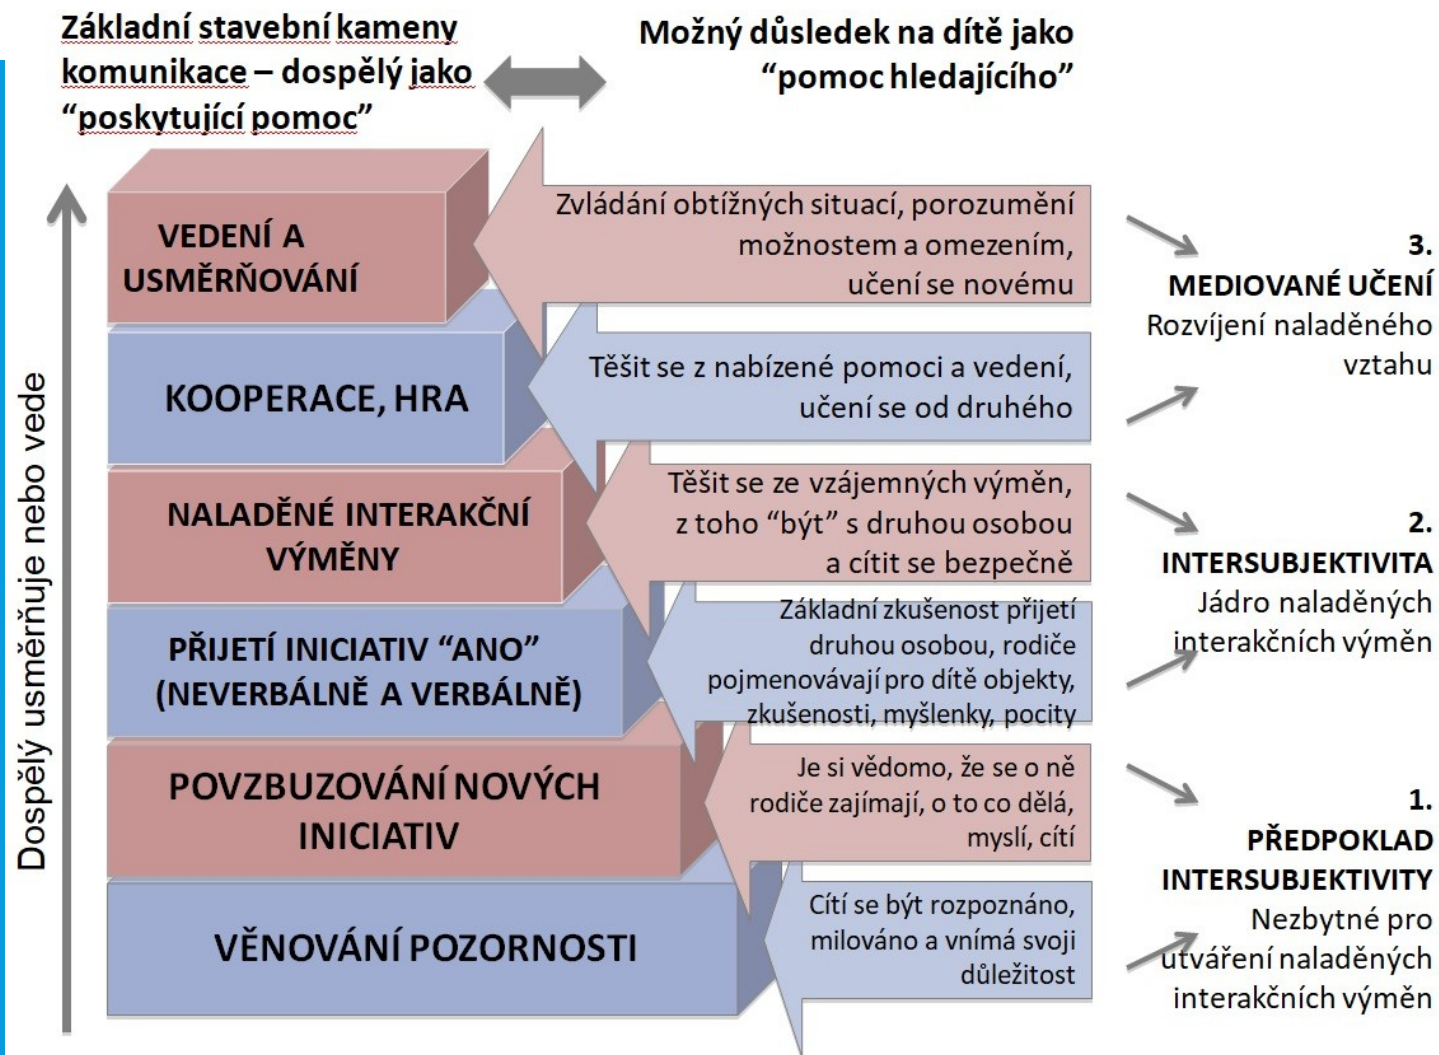 Základní stavební kameny
komunikace – dospělý jako
“poskytující pomoc”
Možný důsledek na dítě jako
“pomoc hledajícího”
Dospělý usměrňuje nebo vede
VEDENÍ A
USMĚRŇOVÁNÍ
Zvládání obtížných situací, porozumění
možnostem a omezením,
učení se novému
KOOPERACE, HRA
Těšit se z nabízené pomoci a vedení,
učení se od druhého
3.
MEDIOVANÉ UČENÍ
Rozvíjení naladěného
vztahu
NALADĚNÉ INTERAKČNÍ
VÝMĚNY
Těšit se ze vzájemných výměn,
z toho “být” s druhou osobou
a cítit se bezpečně
PŘIJETÍ INICIATIV “ANO”
(NEVERBÁLNĚ A VERBÁLNĚ)
Základní zkušenost přijetí
druhou osobou, rodiče
pojmenovávají pro dítě objekty,
zkušenosti, myšlenky, pocity
2.
INTERSUBJEKTIVITA
Jádro naladěných
interakčních výměn
POVZBUZOVÁNÍ NOVÝCH
INICIATIV
Je si vědomo, že se o ně
rodiče zajímají, o to co dělá,
myslí, cítí
VĚNOVÁNÍ POZORNOSTI
Cítí se být rozpoznáno,
milováno a vnímá svoji
důležitost
1.
PŘEDPOKLAD
INTERSUBJEKTIVITY
Nezbytné pro
utváření naladěných
interakčních výměn